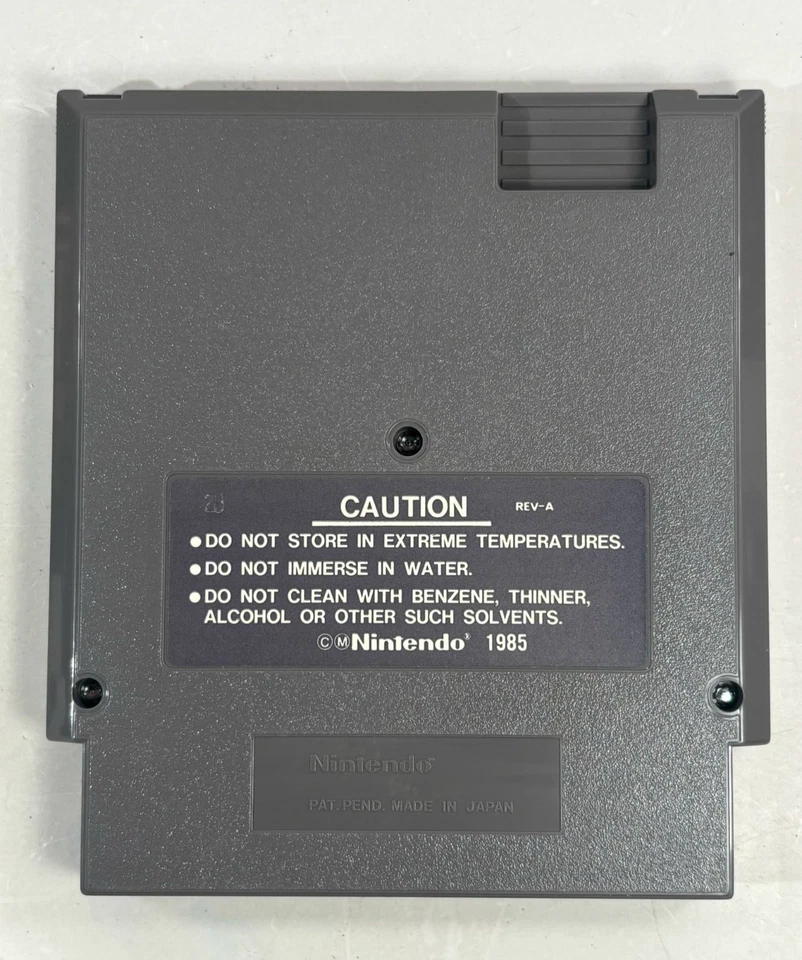 CAUTION REV-A
●DO NOT STORE IN EXTREME TEMPERATURES.
●DO NOT IMMERSE IN WATER.
●DO NOT CLEAN WITH BENZENE, THINNER,
ALCOHOL OR OTHER SUCH SOLVENTS.
ⒸⓂNintendo® 1985
Nintendo®
PAT. PEND. MADE IN JAPAN